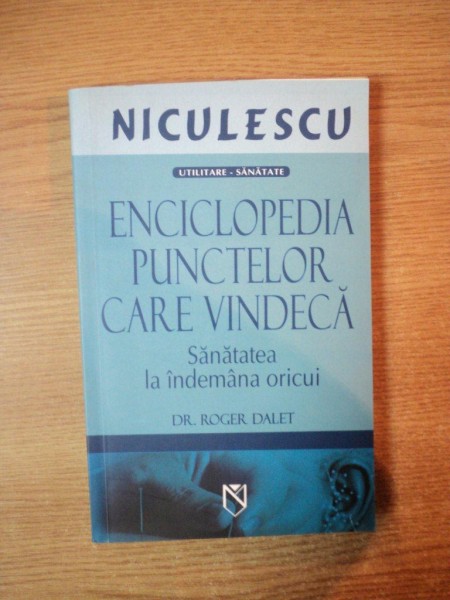 NICULESCU
UTILITARE - SĂNĂTATE
ENCICLOPEDIA
PUNCTELOR
CARE VINDECĂ
Sănătatea
la îndemâna oricui
DR. ROGER DALET